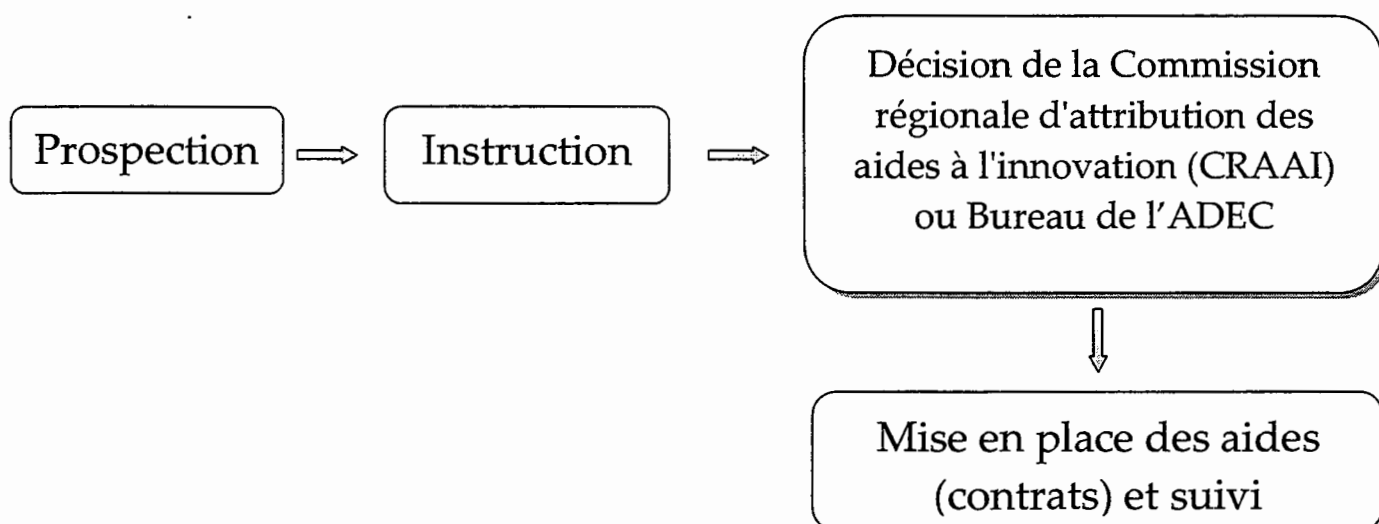 Prospection
Instruction
Décision de la Commission
régionale d'attribution des
aides à l'innovation (CRAAI)
ou Bureau de l'ADEC
Mise en place des aides
(contrats) et suivi